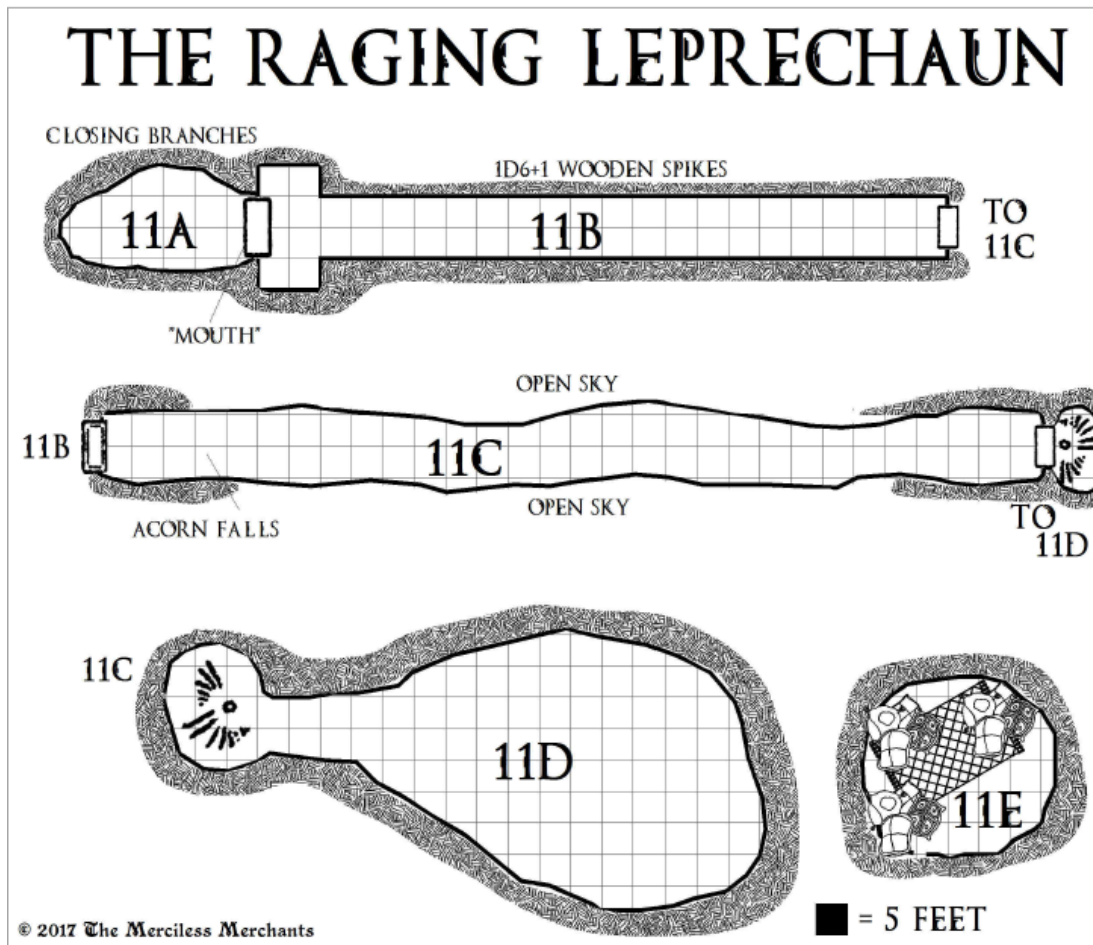 THE RAGING LEPRECHAUN
CLOSING BRANCHES
1D6+1 WOODEN SPIKES
11A
11B
TO
11C
"MOUTH"
OPEN SKY
11B
11C
ACORN FALLS
OPEN SKY
TO
11D
11C
11D
11E
= 5 FEET
© 2017 The Merciless Merchants